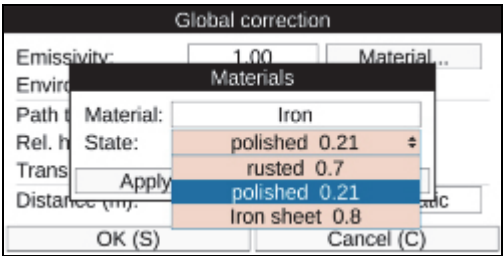 Global correction
Emissivity: 1.00 Material...
Materials
Material: Iron
State: polished 0.21
rusted 0.7
polished 0.21
Iron sheet 0.8
Apply
Distance (m):
OK (S) Cancel (C)